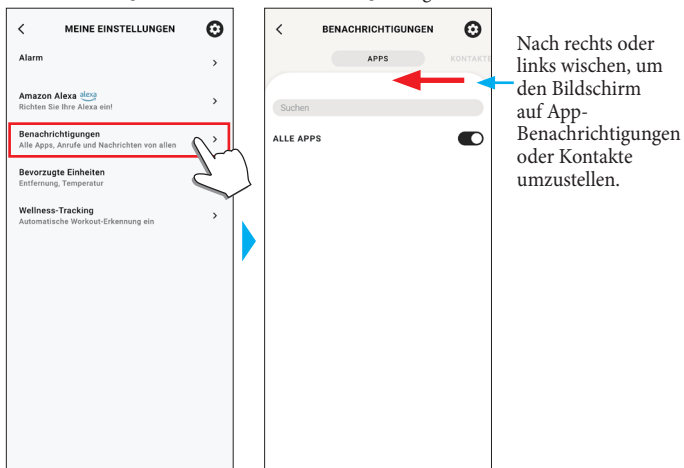 MEINE EINSTELLUNGEN
Alarm
Amazon Alexa alexa
Richten Sie Ihre Alexa ein!
Benachrichtigungen
Alle Apps, Anrufe und Nachrichten von allen
Bevorzugte Einheiten
Entfernung, Temperatur
Wellness-Tracking
Automatische Workout-Erkennung ein
BENACHRICHTIGUNGEN
APPS KONTAKTE
Suchen
ALLE APPS
Nach rechts oder
links wischen, um
den Bildschirm
auf App-
Benachrichtigungen
oder Kontakte
umzustellen.